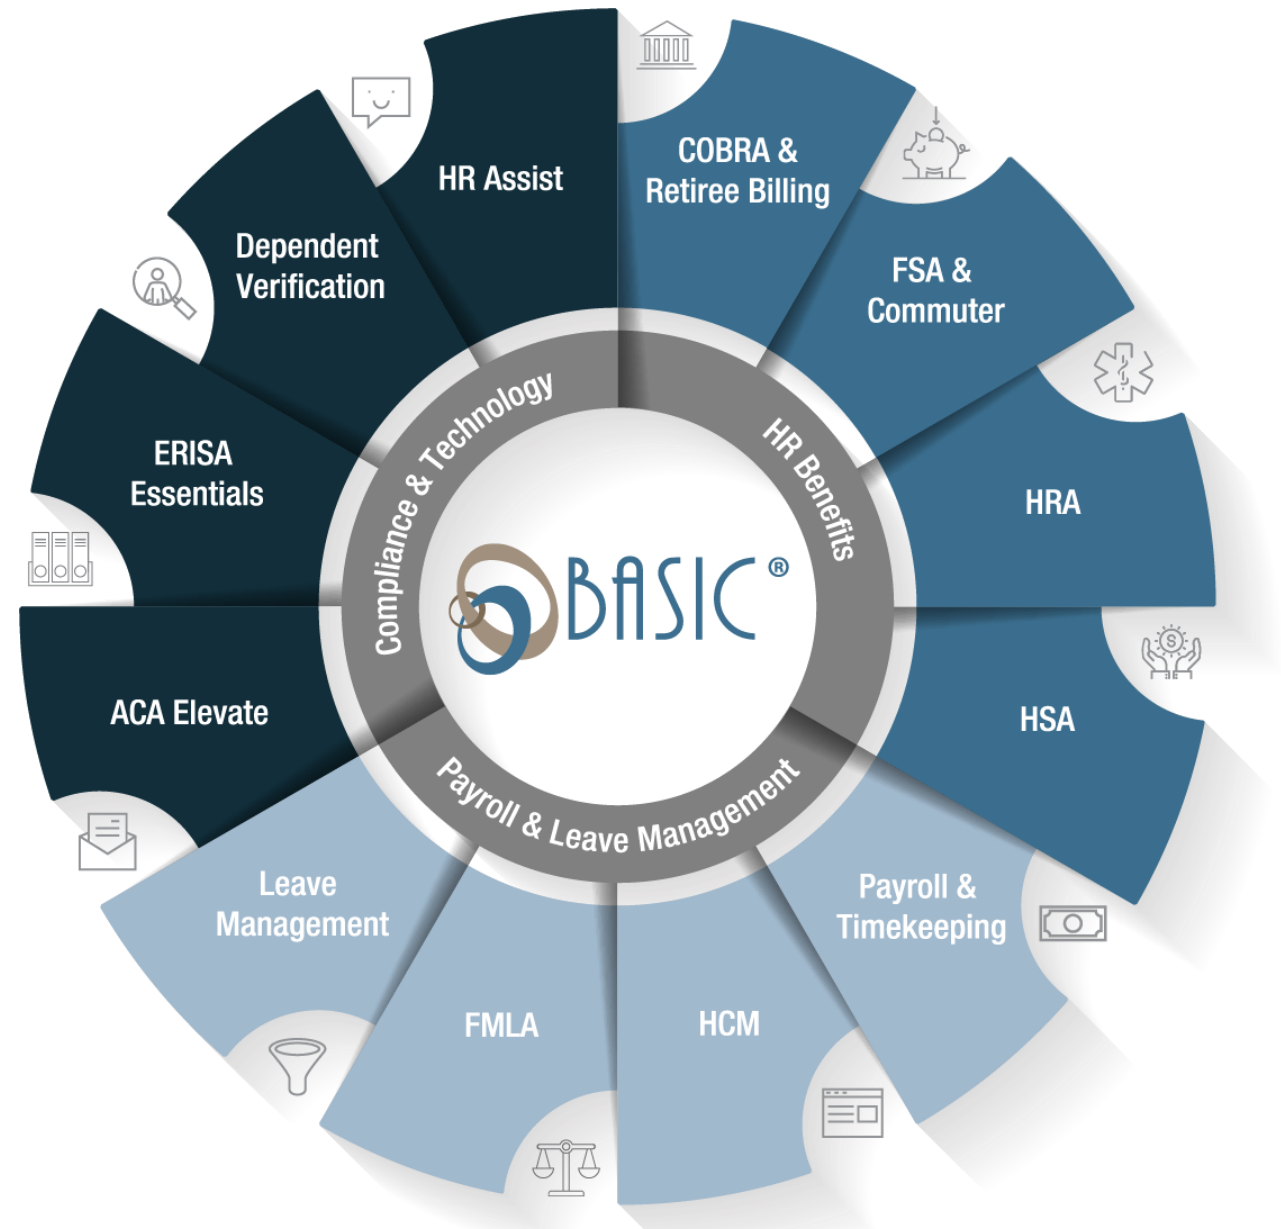 COBRA &
Retiree Billing
FSA &
Commuter
HRA
HSA
Payroll &
Timekeeping
HCM
FMLA
Leave
Management
ACA Elevate
ERISA
Essentials
Dependent
Verification
HR Assist
HR Benefits
Payroll & Leave Management
Compliance & Technology
BASIC®
S